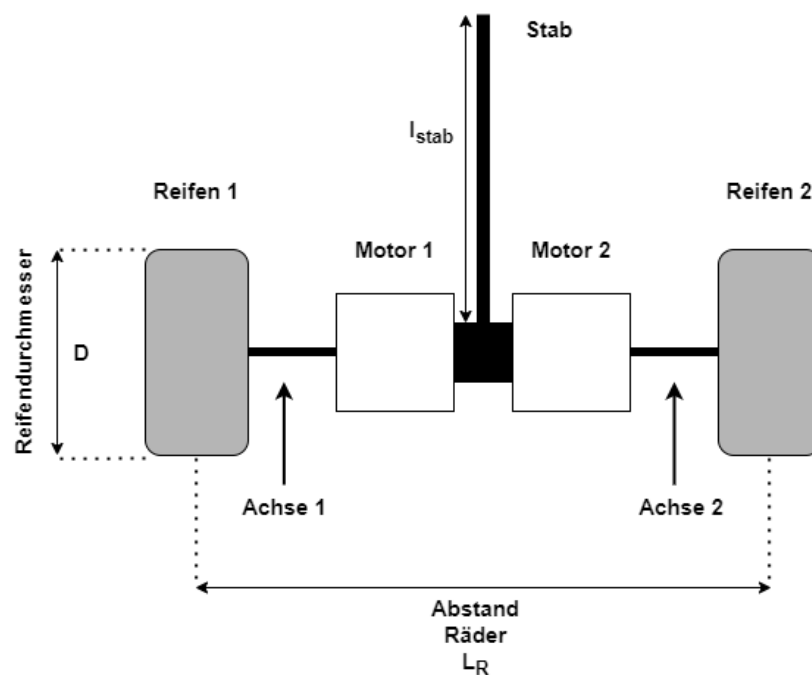 Stab
l_stab
Reifen 1
Reifen 2
Motor 1
Motor 2
Reifendurchmesser
D
Achse 1
Achse 2
Abstand
Räder
L_R